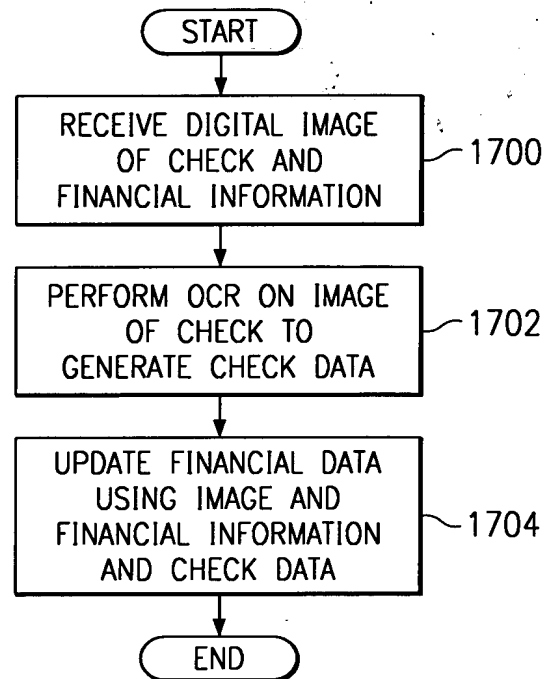 START
RECEIVE DIGITAL IMAGE
OF CHECK AND
FINANCIAL INFORMATION
1700
PERFORM OCR ON IMAGE
OF CHECK TO
GENERATE CHECK DATA
1702
UPDATE FINANCIAL DATA
USING IMAGE AND
FINANCIAL INFORMATION
AND CHECK DATA
1704
END